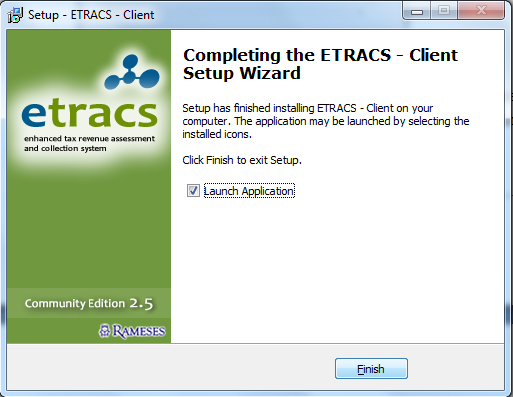 Setup - ETRACS - Client
Completing the ETRACS - Client
Setup Wizard
etracs
enhanced tax revenue assessment
and collection system
Setup has finished installing ETRACS - Client on your
computer. The application may be launched by selecting the
installed icons.
Click Finish to exit Setup.
Launch Application
Community Edition 2.5
RAMESES
Finish